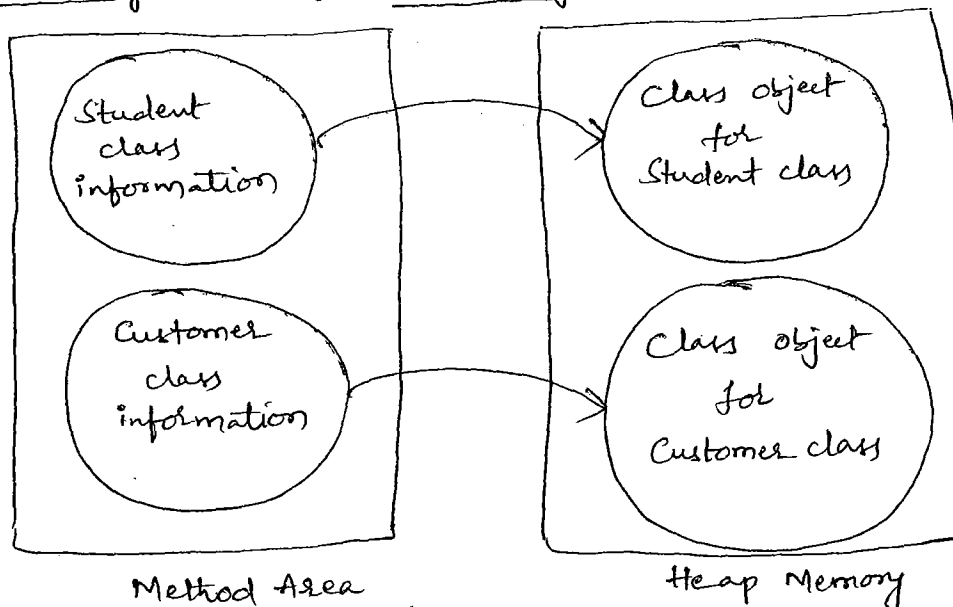 Student
class
information
Class object
for
Student class
Customer
class
information
Class object
for
Customer class
Method Area
Heap Memory